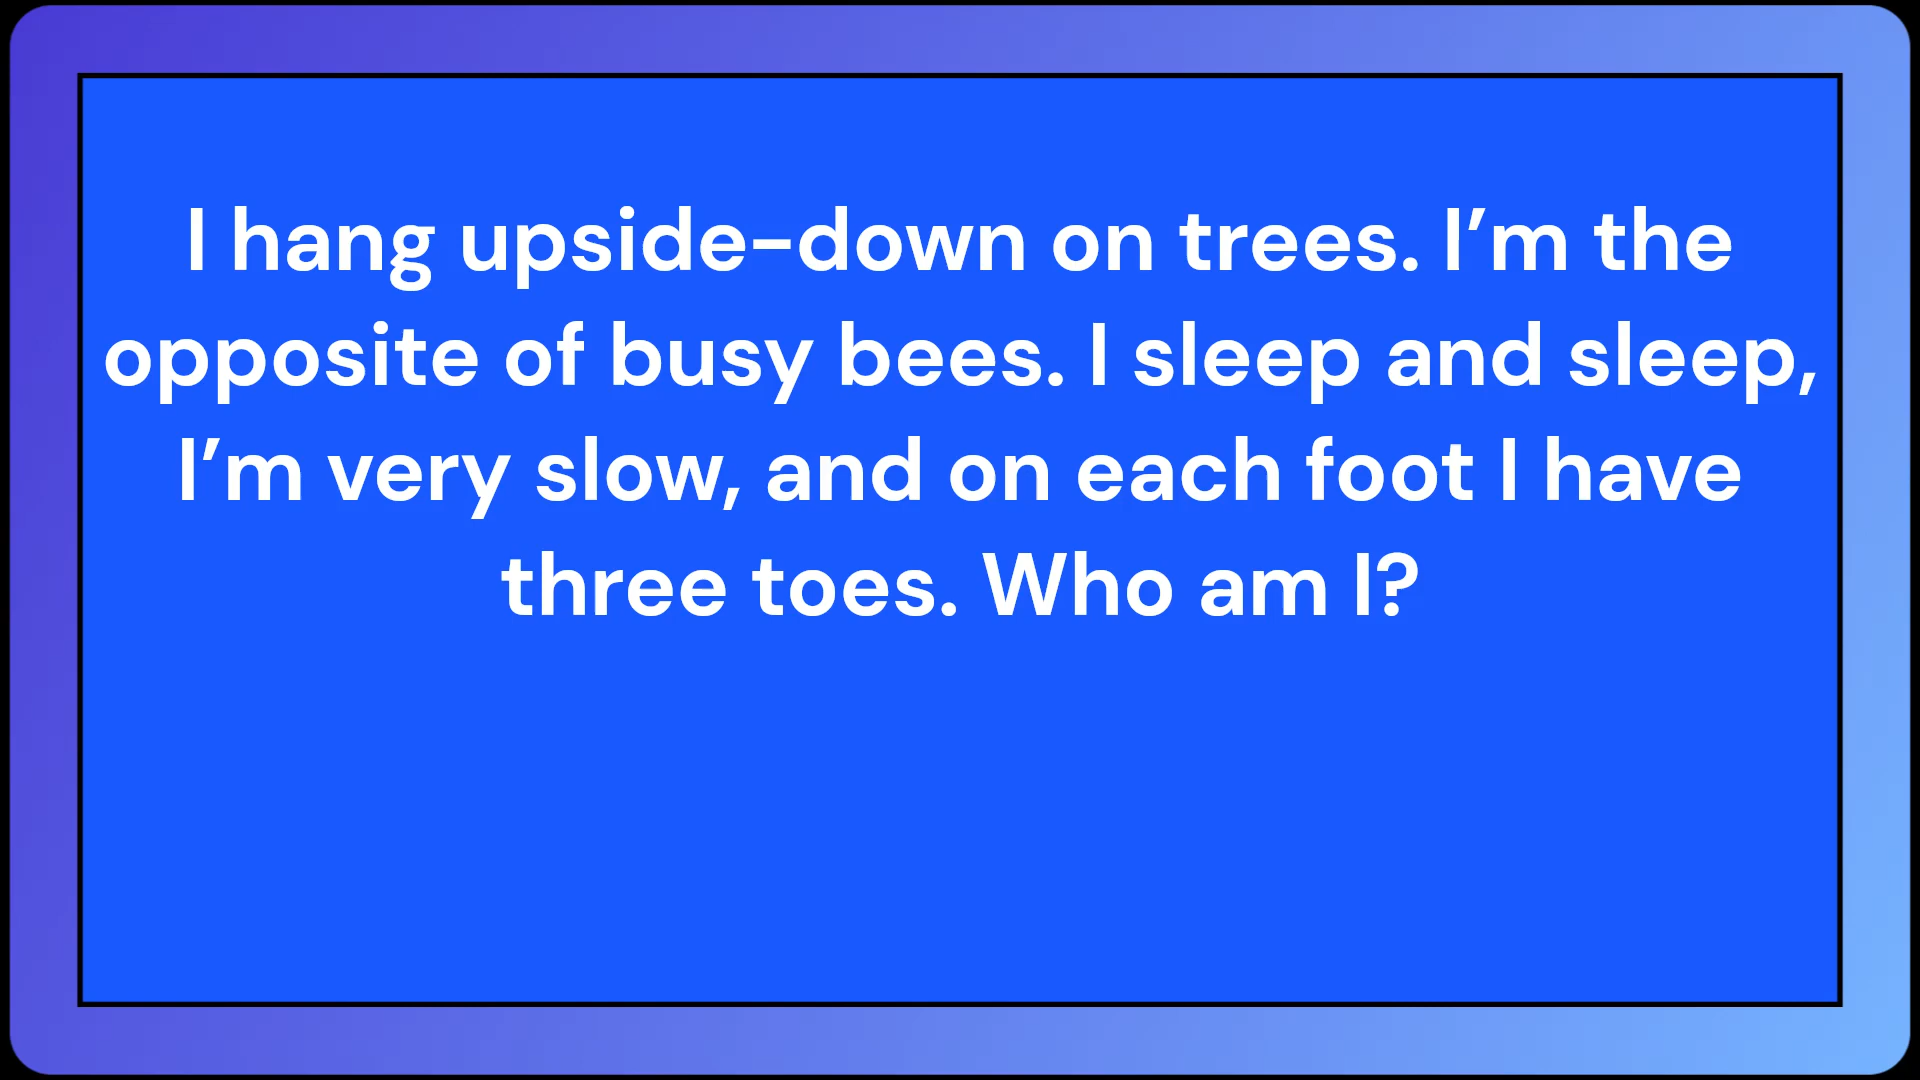 I hang upside-down on trees. I’m the
opposite of busy bees. I sleep and sleep,
I’m very slow, and on each foot I have
three toes. Who am I?